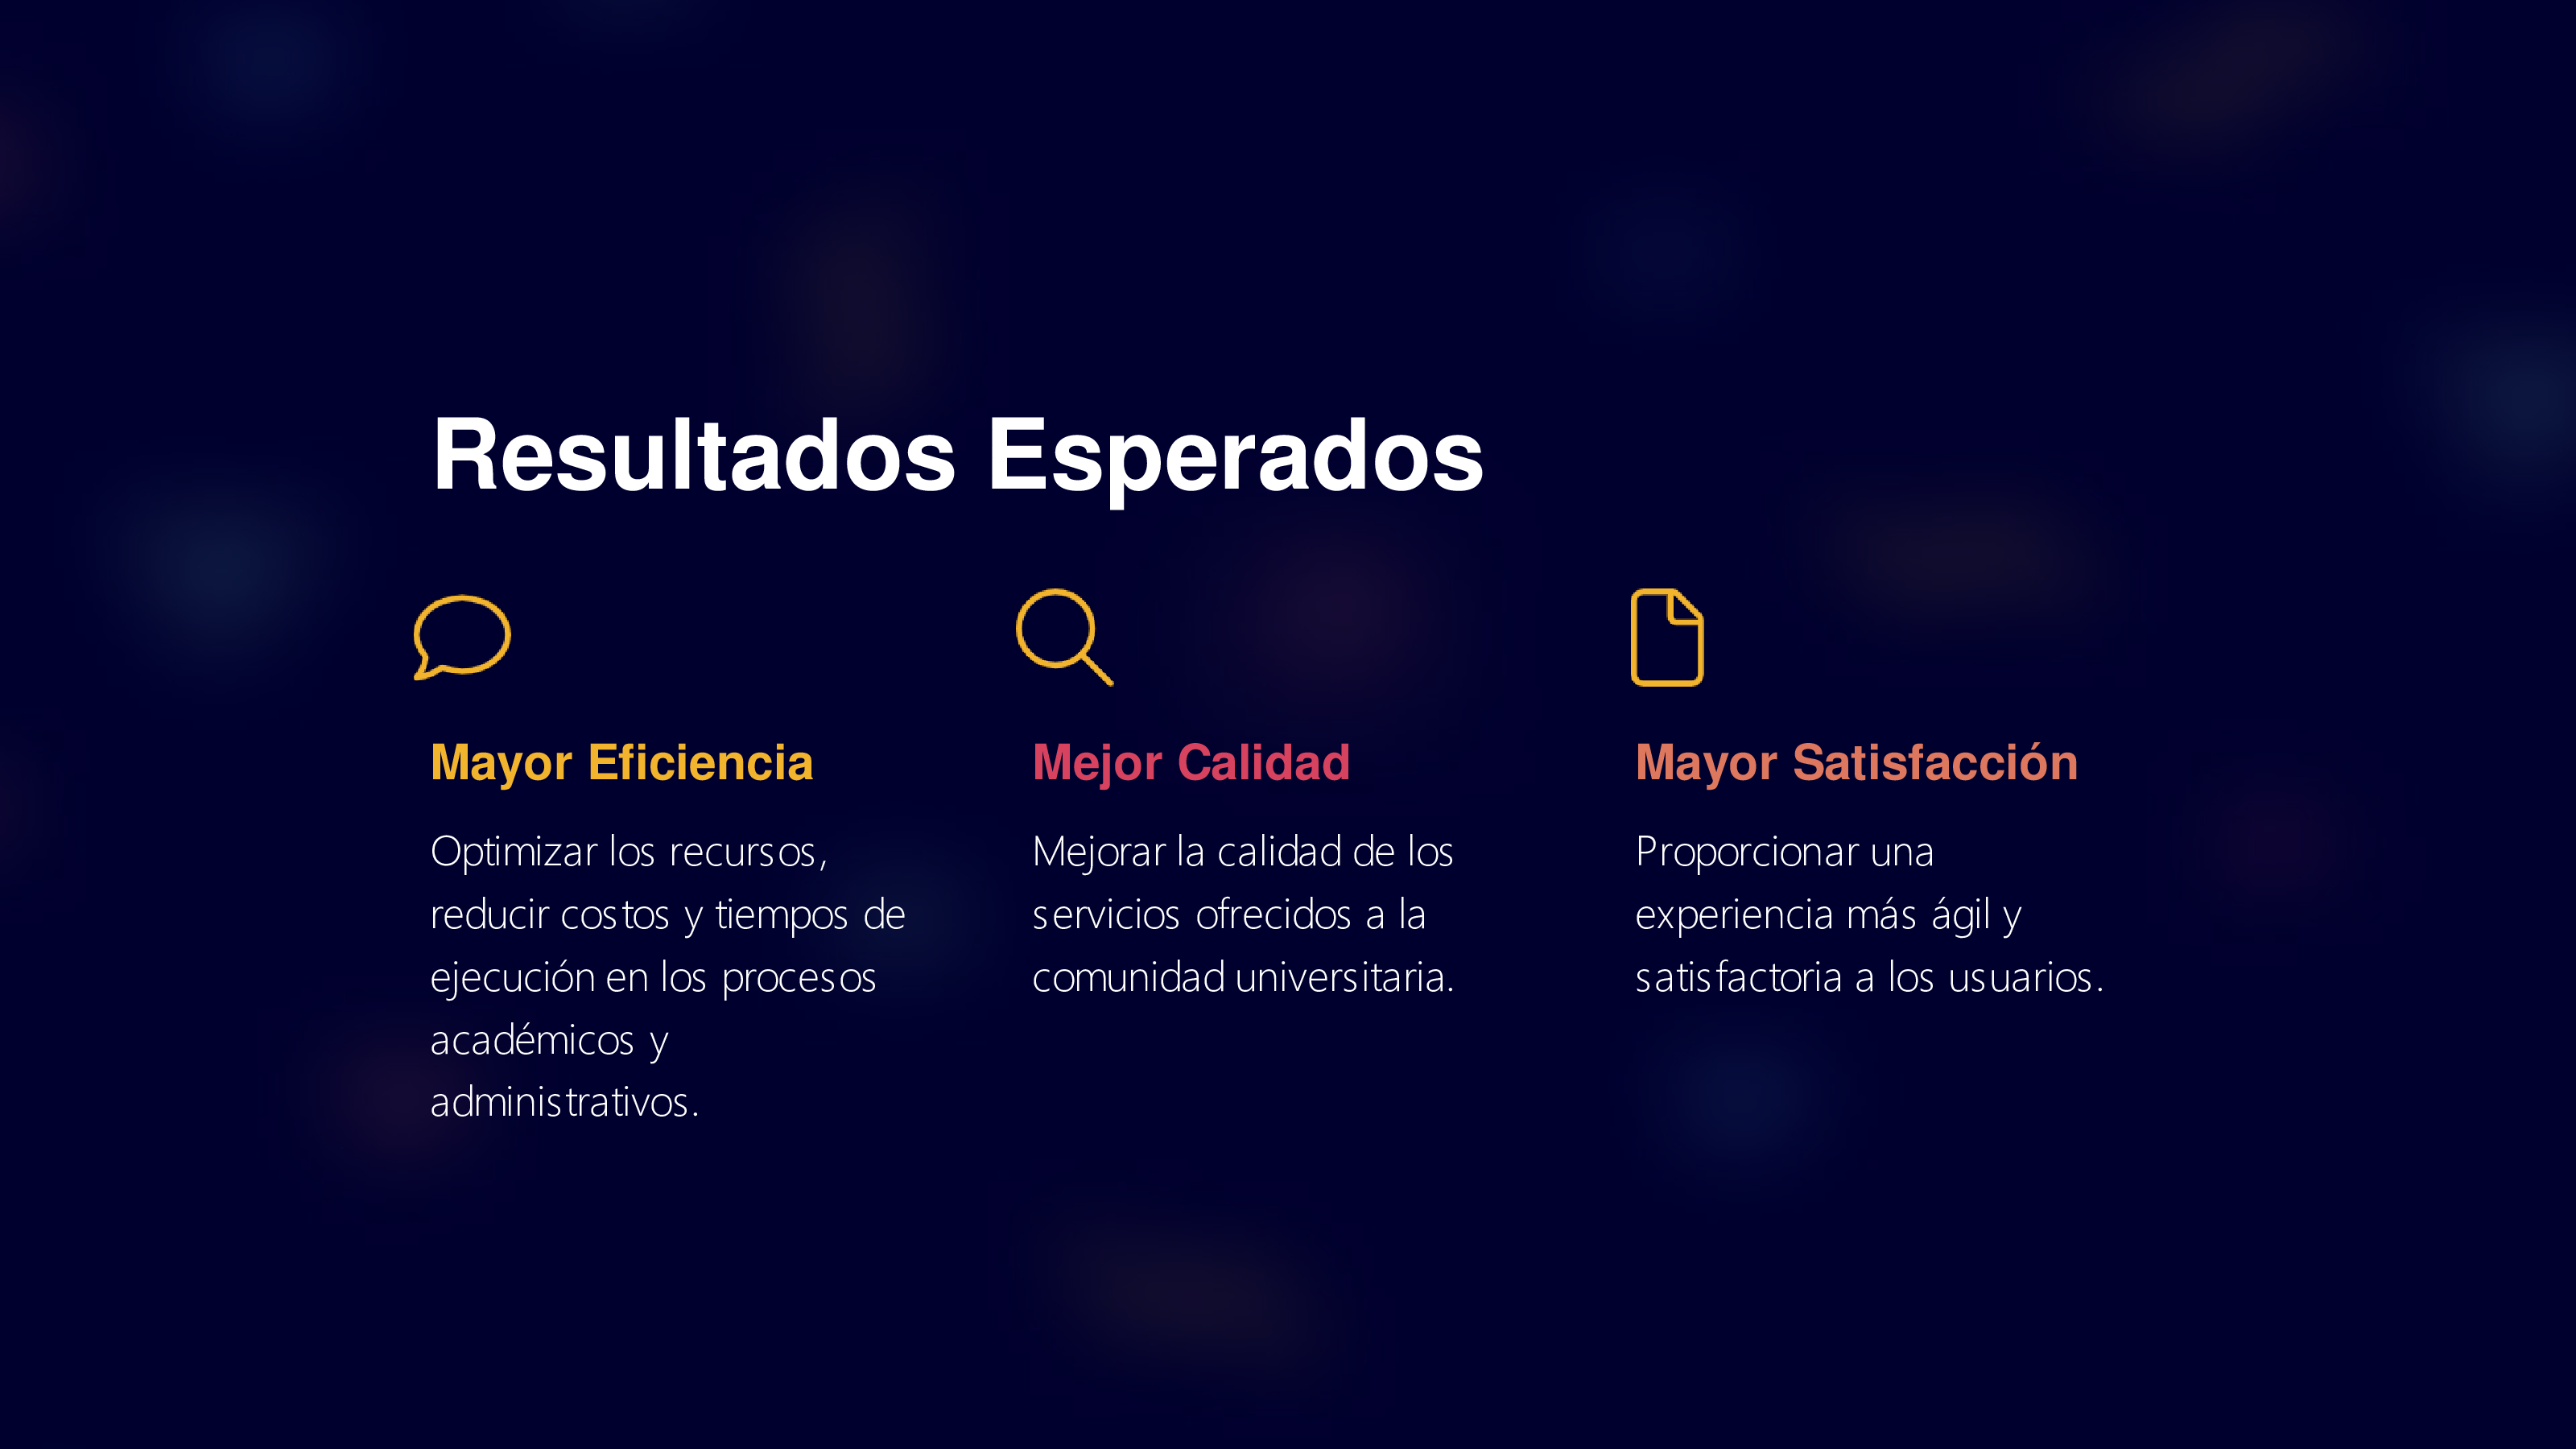 Resultados Esperados
Mayor Eficiencia
Optimizar los recursos,
reducir costos y tiempos de
ejecución en los procesos
académicos y
administrativos.
Mejor Calidad
Mejorar la calidad de los
servicios ofrecidos a la
comunidad universitaria.
Mayor Satisfacción
Proporcionar una
experiencia más ágil y
satisfactoria a los usuarios.